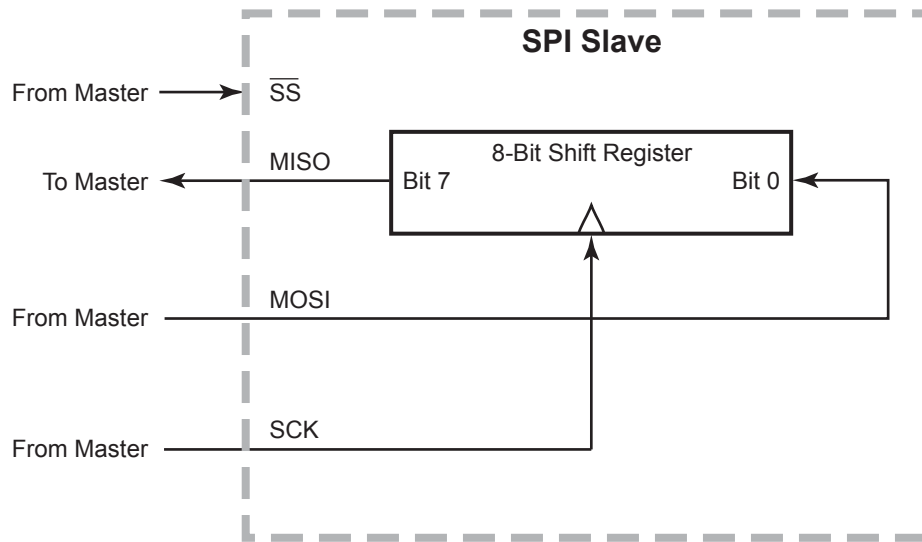 SPI Slave
From Master
S̅S̅
8-Bit Shift Register
MISO
To Master
Bit 7
Bit 0
MOSI
From Master
SCK
From Master